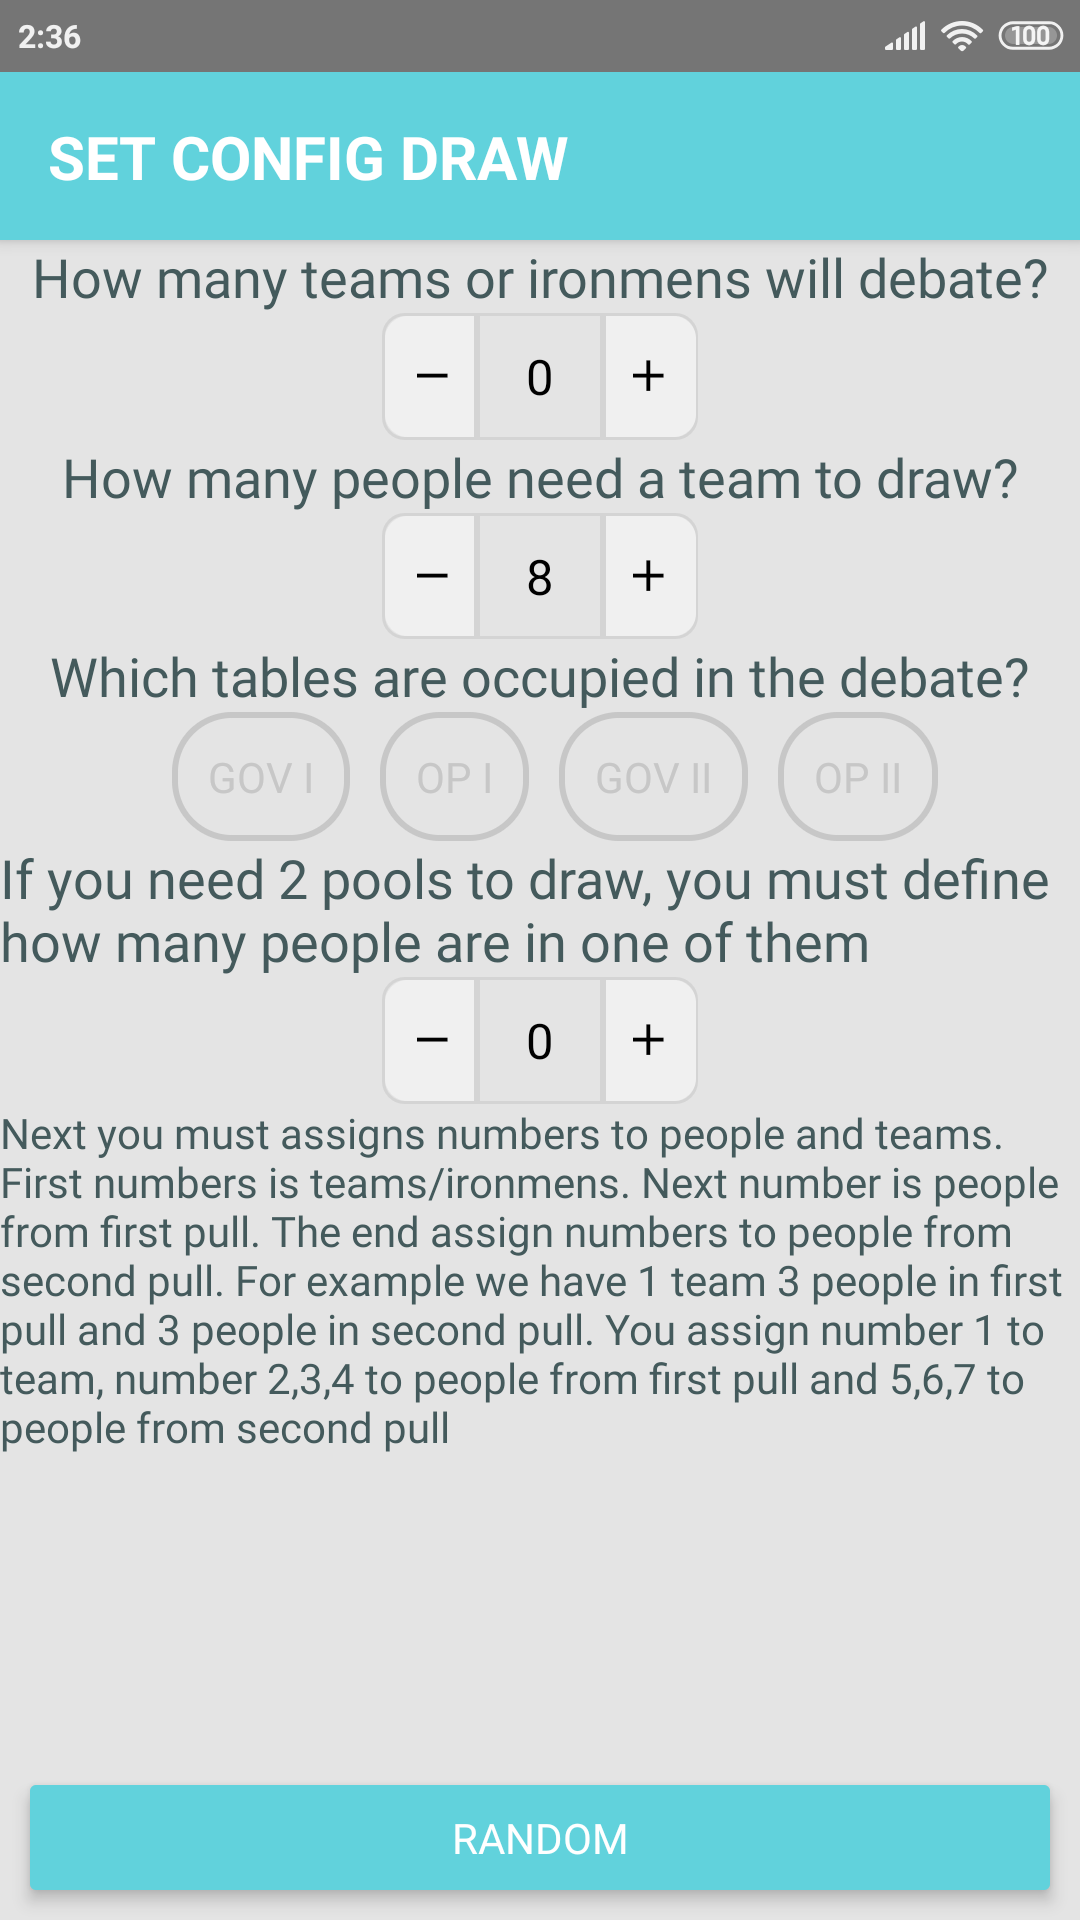 2:36
100
SET CONFIG DRAW
How many teams or ironmens will debate?
− 0 +
How many people need a team to draw?
− 8 +
Which tables are occupied in the debate?
GOV I OP I GOV II OP II
If you need 2 pools to draw, you must define
how many people are in one of them
− 0 +
Next you must assigns numbers to people and teams.
First numbers is teams/ironmens. Next number is people
from first pull. The end assign numbers to people from
second pull. For example we have 1 team 3 people in first
pull and 3 people in second pull. You assign number 1 to
team, number 2,3,4 to people from first pull and 5,6,7 to
people from second pull
RANDOM